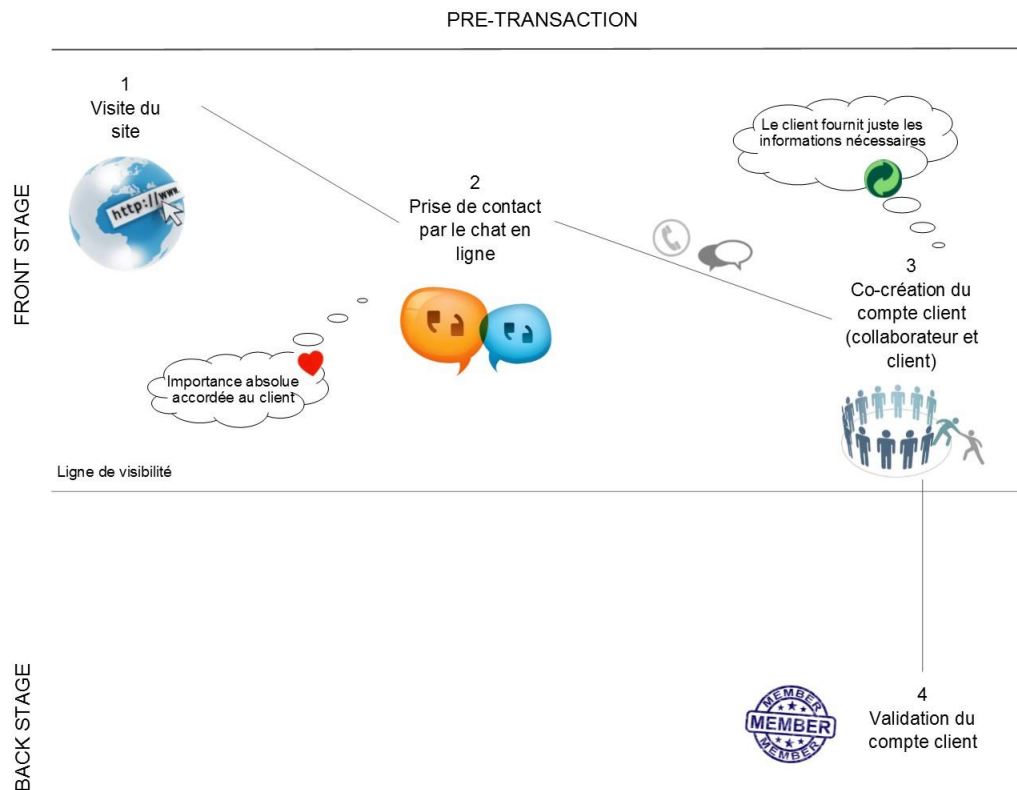 PRE-TRANSACTION
FRONT STAGE
1
Visite du
site
http://www.
2
Prise de contact
par le chat en
ligne
Le client fournit juste les
informations nécessaires
3
Co-création du
compte client
(collaborateur et
client)
Importance absolue
accordée au client
Ligne de visibilité
BACK STAGE
MEMBER
MEMBER
MEMBER
4
Validation du
compte client